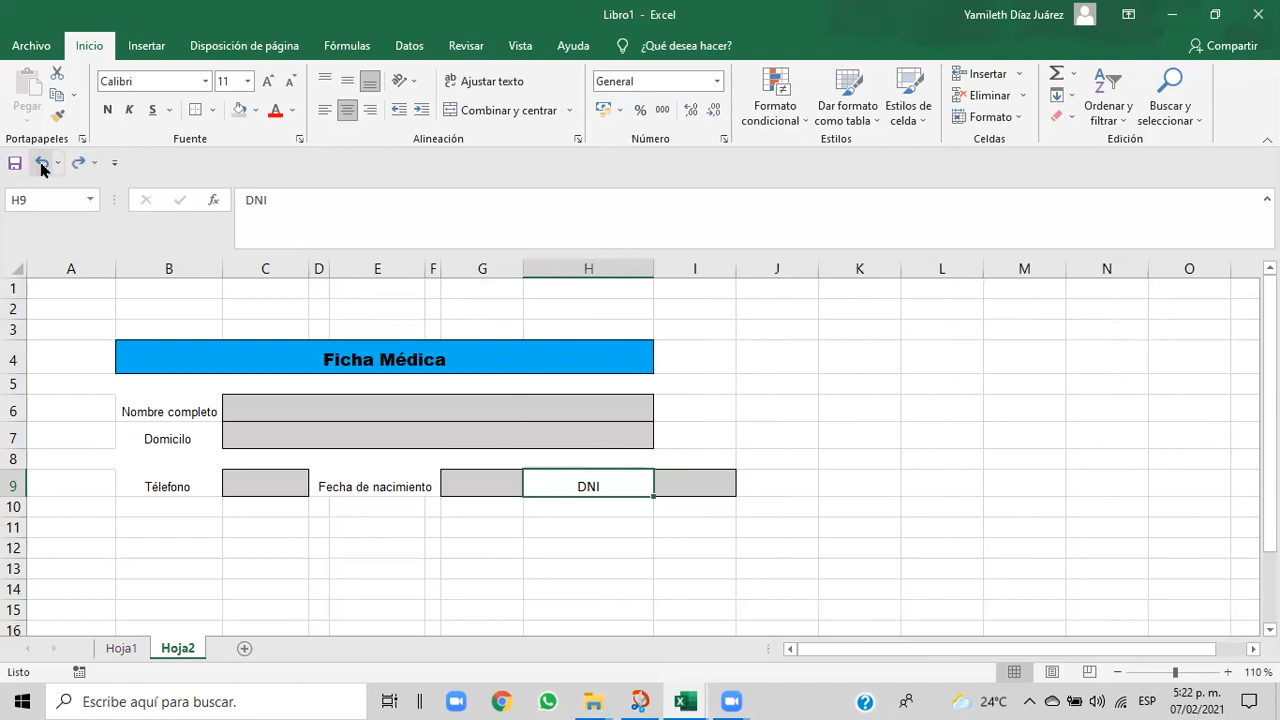 Libro1 - Excel
Yamileth Díaz Juárez
Archivo Inicio Insertar Disposición de página Fórmulas Datos Revisar Vista Ayuda ¿Qué desea hacer? Compartir
Pegar
Portapapeles
Calibri 11
N K S A
Fuente
Ajustar texto
Combinar y centrar
Alineación
General
% 000
Número
Formato condicional
Dar formato como tabla
Estilos de celda
Estilos
Insertar
Eliminar
Formato
Celdas
Ordenar y filtrar
Buscar y seleccionar
Edición
H9 fx DNI
A B C D E F G H I J K L M N O
1
2
3
4 Ficha Médica
5
6 Nombre completo
7 Domicilo
8
9 Télefono Fecha de nacimiento DNI
10
11
12
13
14
15
16
Hoja1 Hoja2
Listo 110 %
Escribe aquí para buscar. 24°C ESP 5:22 p. m.
07/02/2021